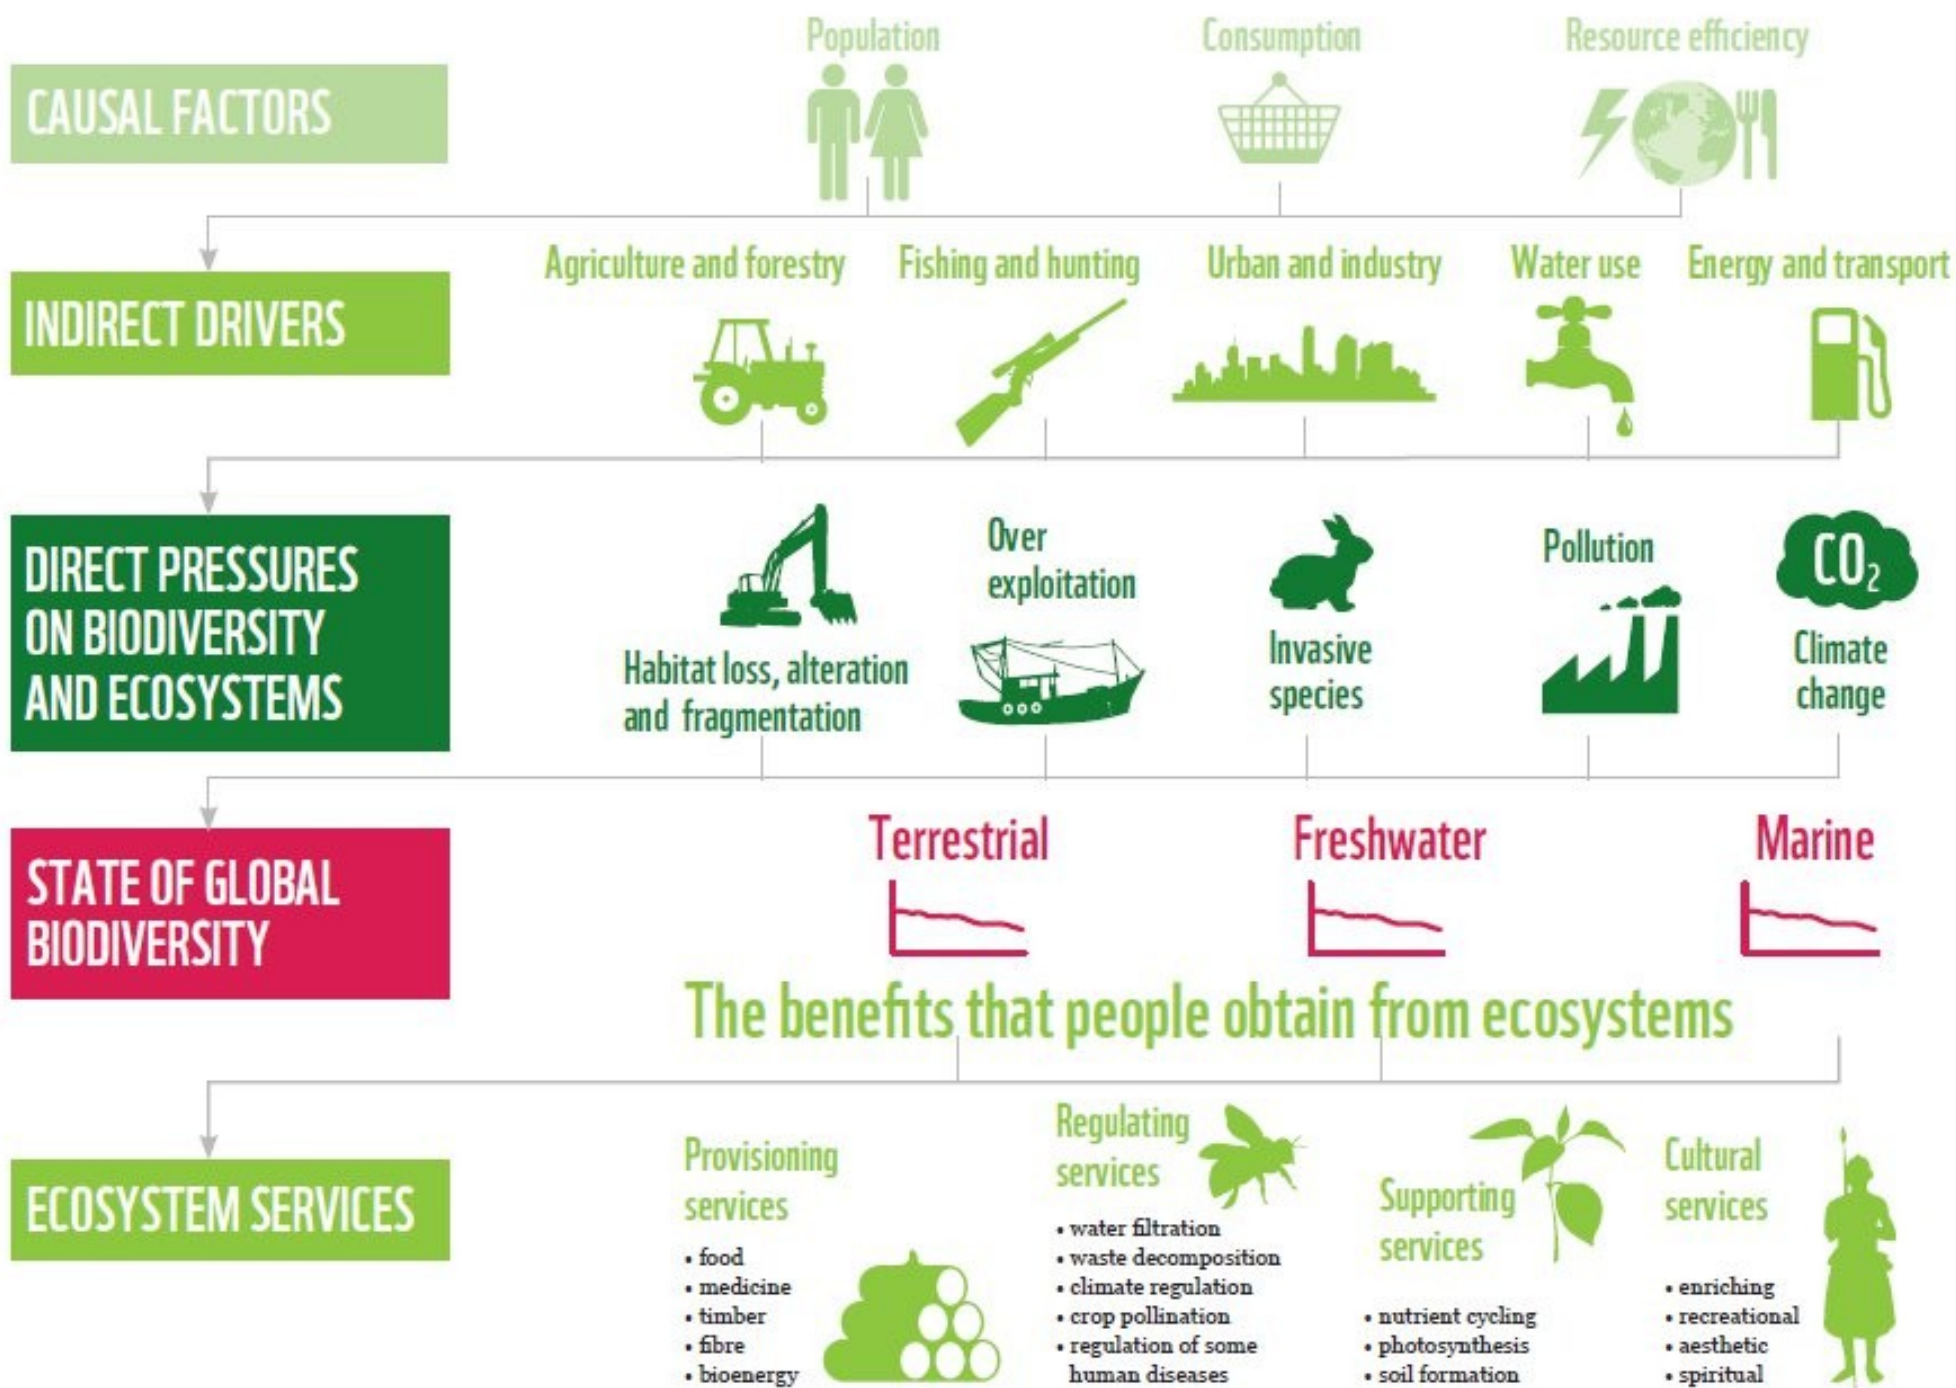 Population
Consumption
Resource efficiency
CAUSAL FACTORS
Agriculture and forestry
Fishing and hunting
Urban and industry
Water use
Energy and transport
INDIRECT DRIVERS
DIRECT PRESSURES
ON BIODIVERSITY
AND ECOSYSTEMS
Habitat loss, alteration
and fragmentation
Over
exploitation
Invasive
species
Pollution
CO₂
Climate
change
STATE OF GLOBAL
BIODIVERSITY
Terrestrial
Freshwater
Marine
The benefits that people obtain from ecosystems
ECOSYSTEM SERVICES
Provisioning
services
• food
• medicine
• timber
• fibre
• bioenergy
Regulating
services
• water filtration
• waste decomposition
• climate regulation
• crop pollination
• regulation of some
human diseases
Supporting
services
• nutrient cycling
• photosynthesis
• soil formation
Cultural
services
• enriching
• recreational
• aesthetic
• spiritual